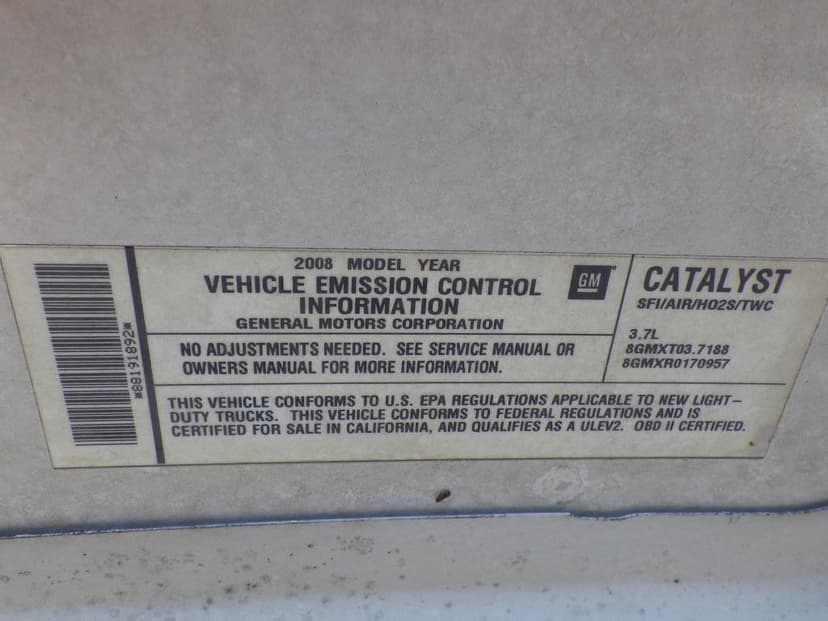 *88191892*
2008 MODEL YEAR
VEHICLE EMISSION CONTROL
INFORMATION
GENERAL MOTORS CORPORATION
GM
CATALYST
SFI/AIR/HO2S/TWC
NO ADJUSTMENTS NEEDED. SEE SERVICE MANUAL OR
OWNERS MANUAL FOR MORE INFORMATION.
3.7L
8GMXT03.7188
8GMXR0170957
THIS VEHICLE CONFORMS TO U.S. EPA REGULATIONS APPLICABLE TO NEW LIGHT-
DUTY TRUCKS. THIS VEHICLE CONFORMS TO FEDERAL REGULATIONS AND IS
CERTIFIED FOR SALE IN CALIFORNIA, AND QUALIFIES AS A ULEV2. OBD II CERTIFIED.